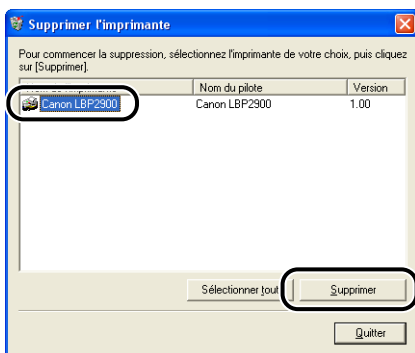 Supprimer l'imprimante
Pour commencer la suppression, sélectionnez l'imprimante de votre choix, puis cliquez
sur [Supprimer].
Nom du pilote Version
Canon LBP2900 Canon LBP2900 1.00
Sélectionner tout Supprimer
Quitter